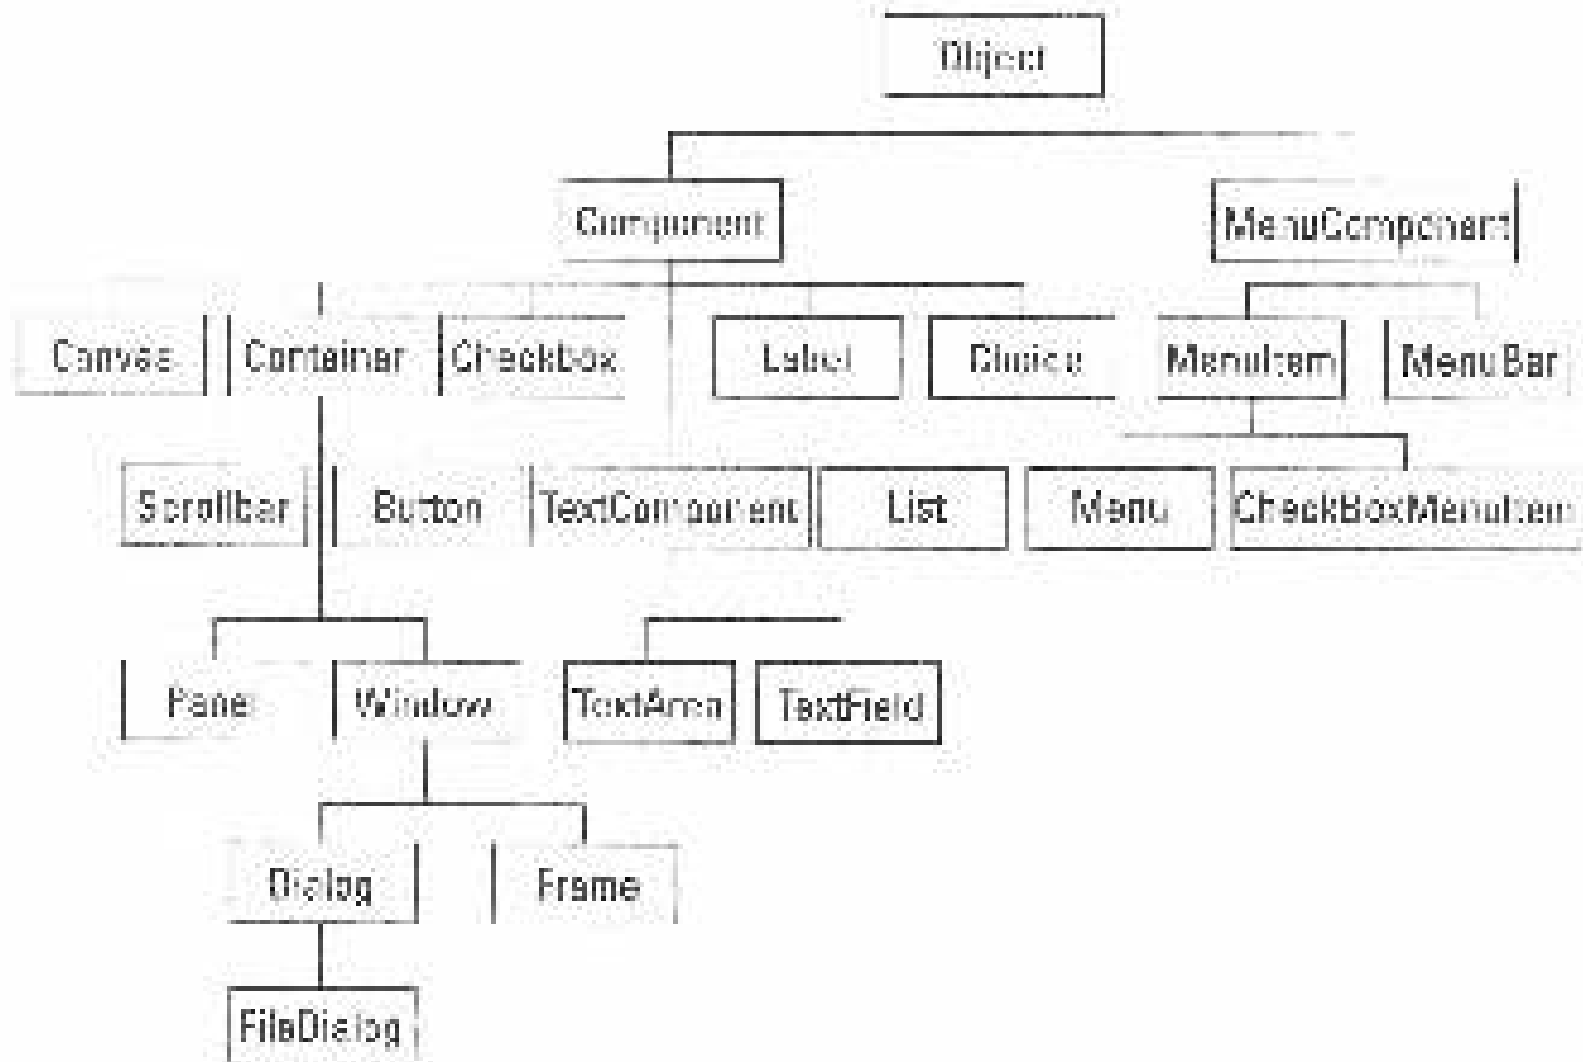 Object
Component
MenuComponent
Canvas
Container
Checkbox
Label
Choice
MenuItem
MenuBar
Scrollbar
Button
TextComponent
List
Menu
CheckBoxMenuItem
Panel
Window
TextArea
TextField
Dialog
Frame
FileDialog